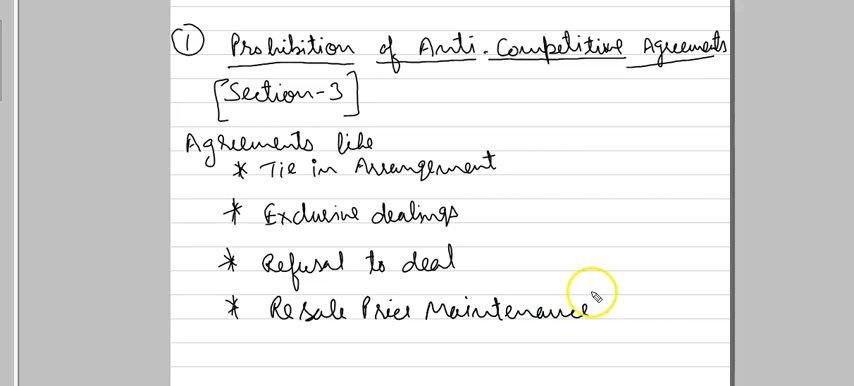 ① Prohibition of Anti-Competitive Agreements
[Section-3]
Agreements like
* Tie in Arrangement
* Exclusive dealings
* Refusal to deal
* Resale Price Maintenance